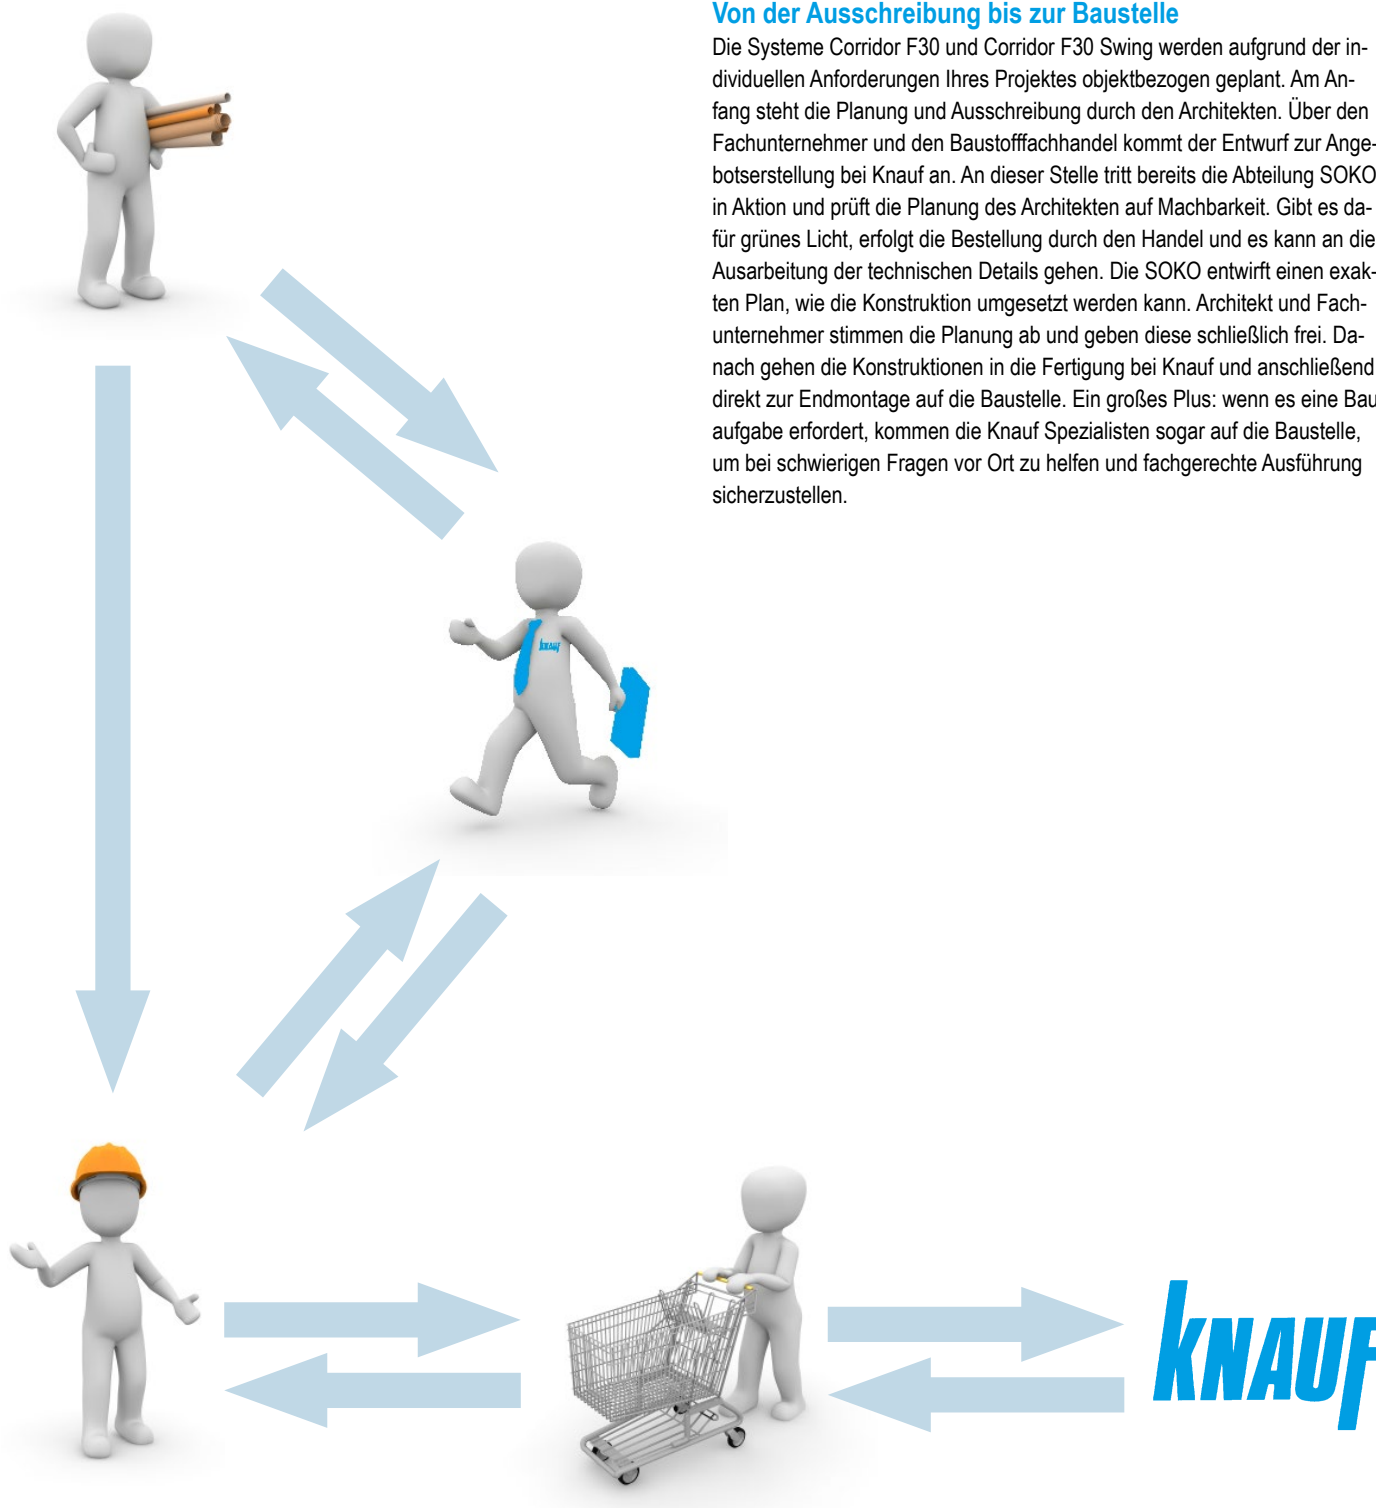 Von der Ausschreibung bis zur Baustelle
Die Systeme Corridor F30 und Corridor F30 Swing werden aufgrund der in-
dividuellen Anforderungen Ihres Projektes objektbezogen geplant. Am An-
fang steht die Planung und Ausschreibung durch den Architekten. Über den
Fachunternehmer und den Baustofffachhandel kommt der Entwurf zur Ange-
botserstellung bei Knauf an. An dieser Stelle tritt bereits die Abteilung SOKO
in Aktion und prüft die Planung des Architekten auf Machbarkeit. Gibt es da-
für grünes Licht, erfolgt die Bestellung durch den Handel und es kann an die
Ausarbeitung der technischen Details gehen. Die SOKO entwirft einen exak-
ten Plan, wie die Konstruktion umgesetzt werden kann. Architekt und Fach-
unternehmer stimmen die Planung ab und geben diese schließlich frei. Da-
nach gehen die Konstruktionen in die Fertigung bei Knauf und anschließend
direkt zur Endmontage auf die Baustelle. Ein großes Plus: wenn es eine Bau
aufgabe erfordert, kommen die Knauf Spezialisten sogar auf die Baustelle,
um bei schwierigen Fragen vor Ort zu helfen und fachgerechte Ausführung
sicherzustellen.
KNAUF
KNAUF